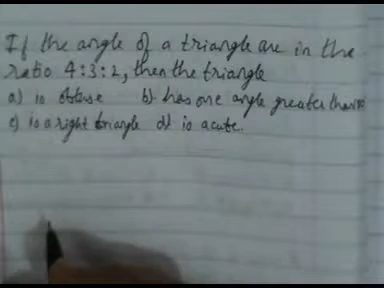 If the angle of a triangle are in the
ratio 4:3:2, then the triangle
a) is obtuse b) has one angle greater than
c) is a right triangle d) is acute.